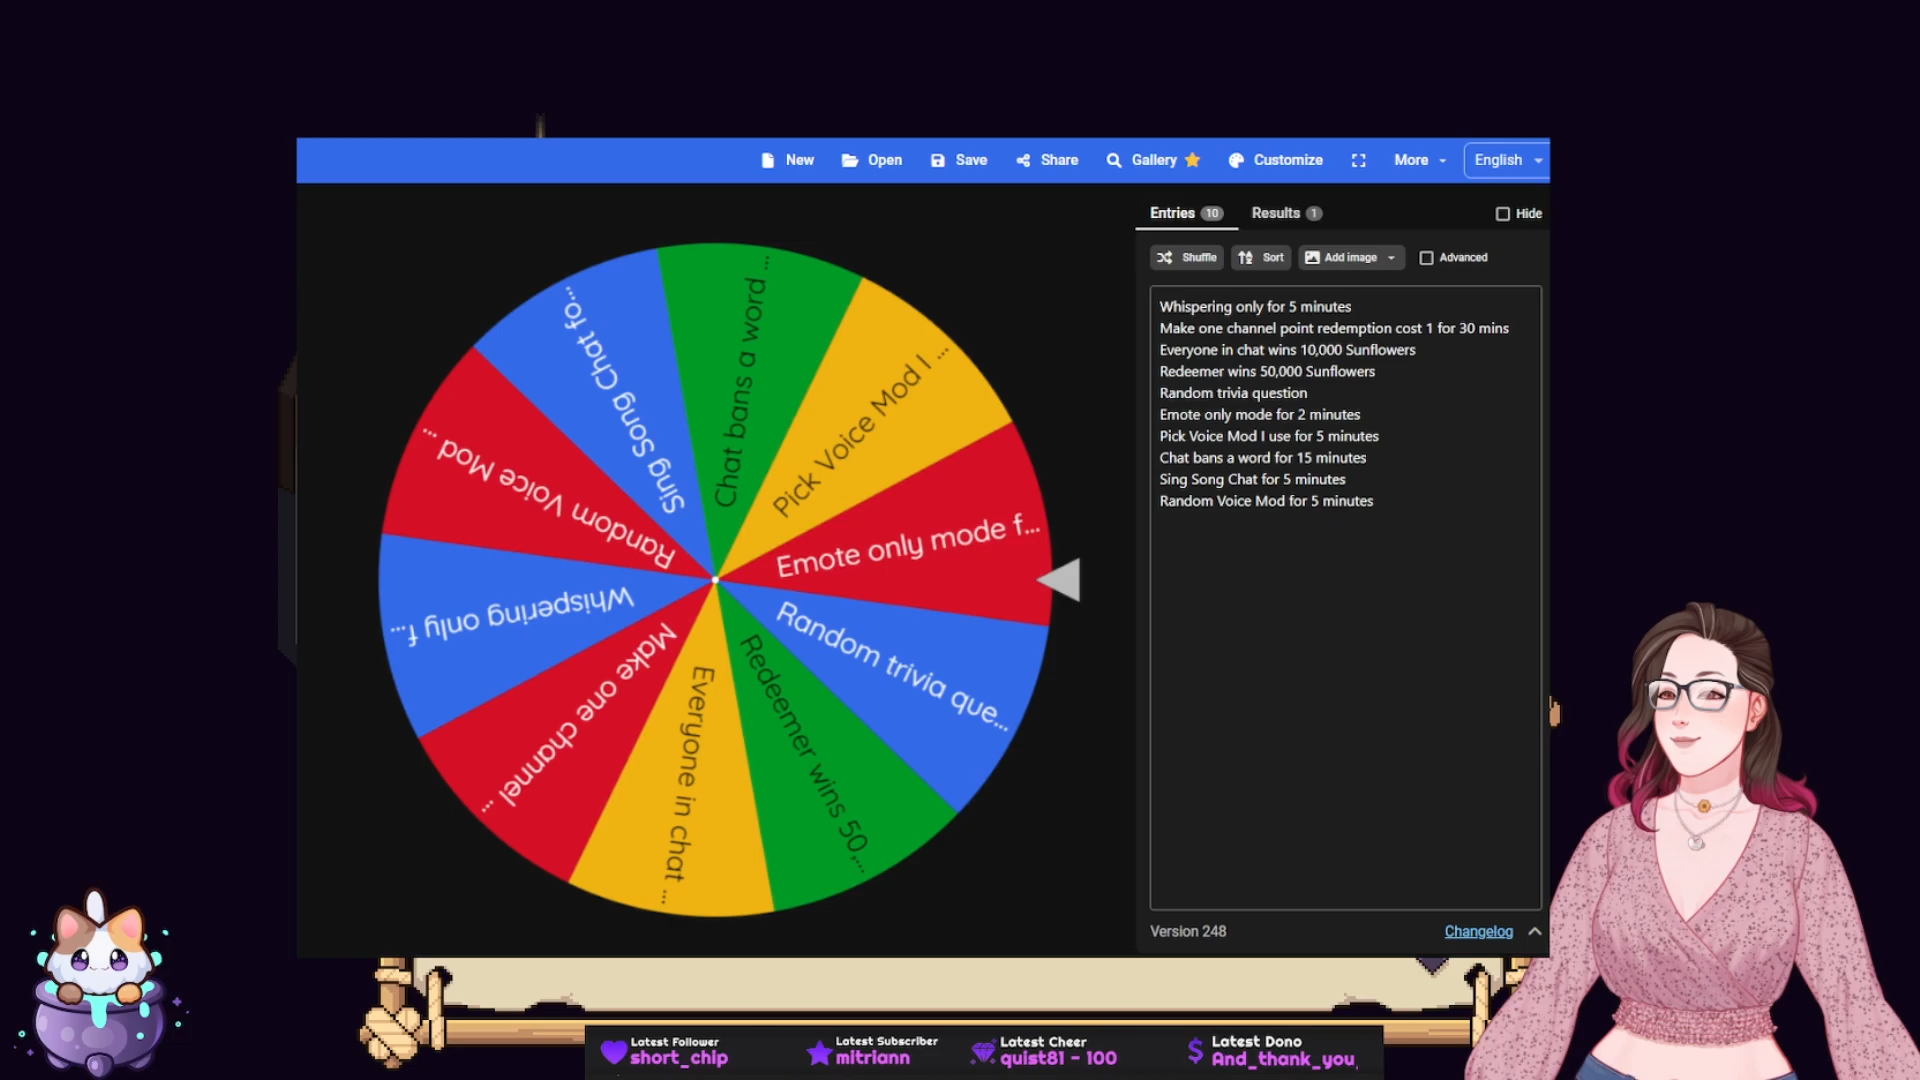 New Open Save Share Gallery Customize More English
Entries 10 Results 1 Hide
Shuffle Sort Add image Advanced
Whispering only for 5 minutes
Make one channel point redemption cost 1 for 30 mins
Everyone in chat wins 10,000 Sunflowers
Redeemer wins 50,000 Sunflowers
Random trivia question
Emote only mode for 2 minutes
Pick Voice Mod I use for 5 minutes
Chat bans a word for 15 minutes
Sing Song Chat for 5 minutes
Random Voice Mod for 5 minutes
Chat bans a word ...
Pick Voice Mod I ...
Emote only mode f...
Random trivia que...
Redeemer wins 50,...
Everyone in chat ...
Make one channel ...
Whispering only f...
Random Voice Mod ...
Sing Song Chat fo...
Version 248 Changelog
Latest Follower
short_chip
Latest Subscriber
mitriann
Latest Cheer
quist81 - 100
Latest Dono
$ And_thank_you